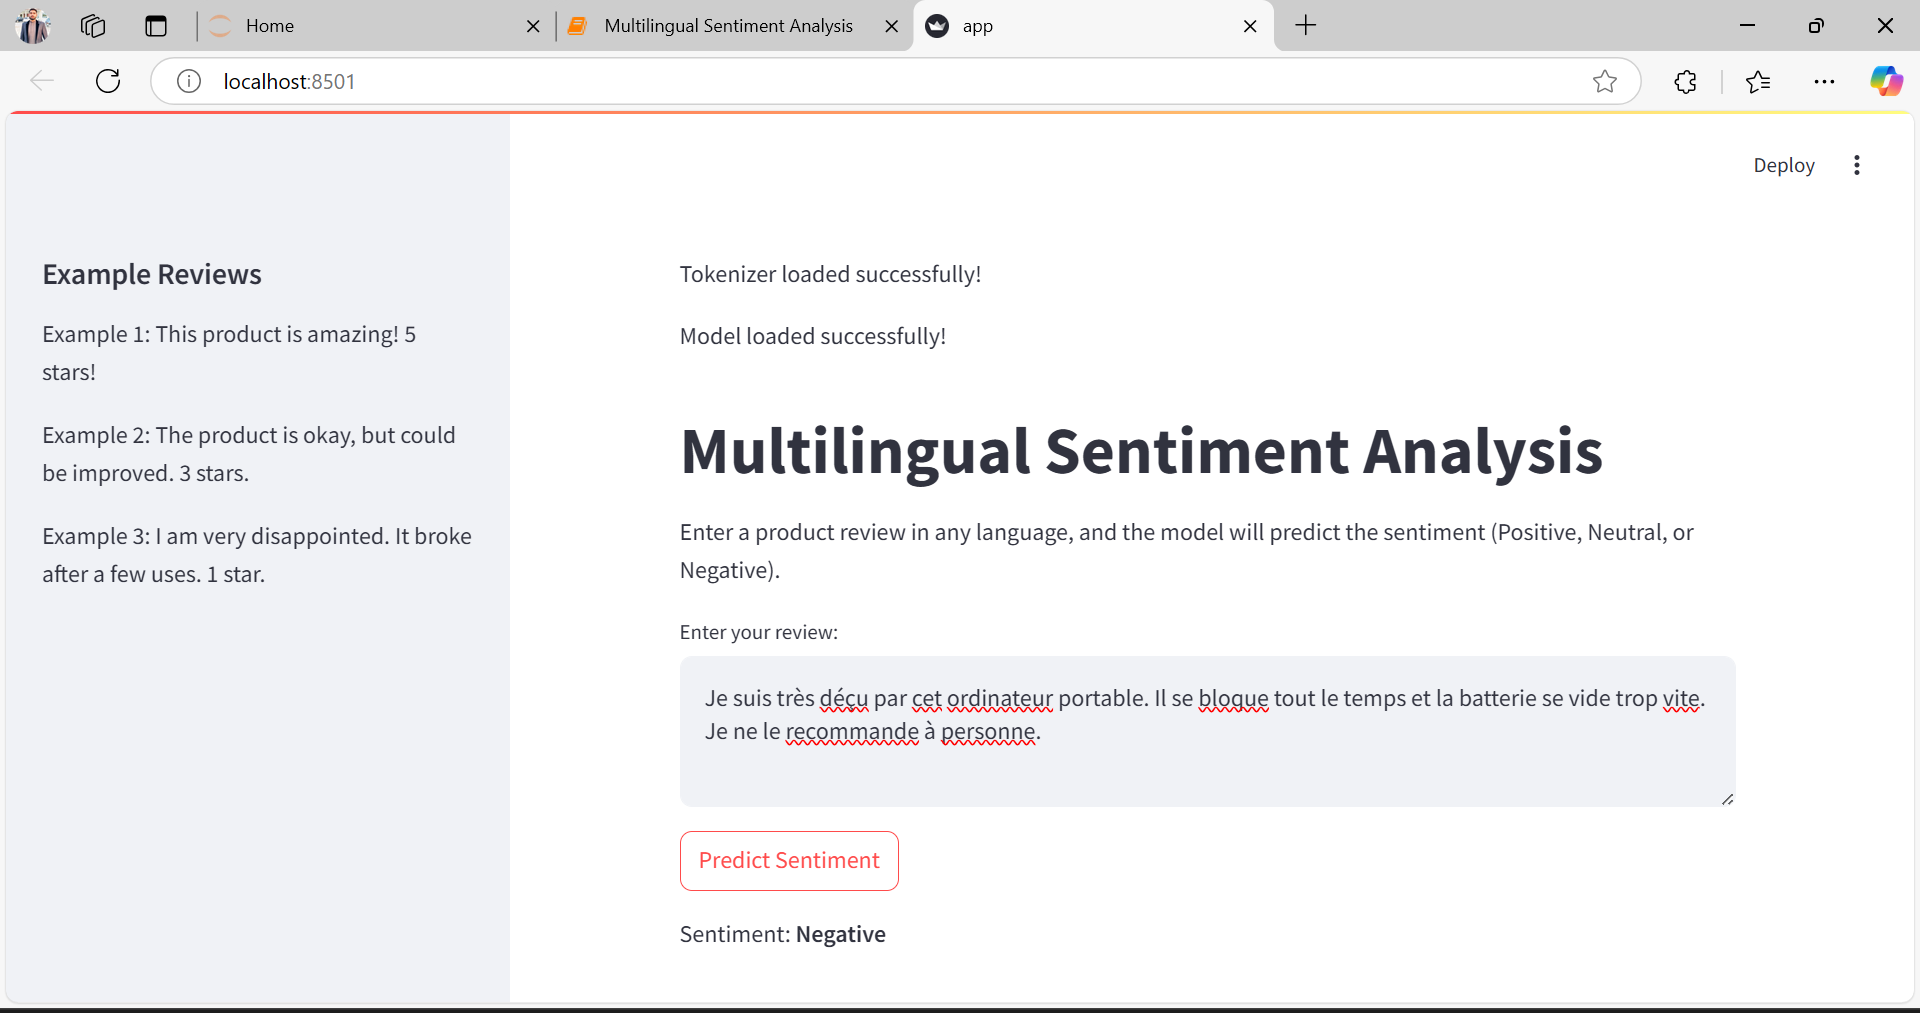 Home
Multilingual Sentiment Analysis
app
localhost:8501
Deploy
Example Reviews
Example 1: This product is amazing! 5
stars!
Example 2: The product is okay, but could
be improved. 3 stars.
Example 3: I am very disappointed. It broke
after a few uses. 1 star.
Tokenizer loaded successfully!
Model loaded successfully!
Multilingual Sentiment Analysis
Enter a product review in any language, and the model will predict the sentiment (Positive, Neutral, or
Negative).
Enter your review:
Je suis très déçu par cet ordinateur portable. Il se bloque tout le temps et la batterie se vide trop vite.
Je ne le recommande à personne.
Predict Sentiment
Sentiment: Negative